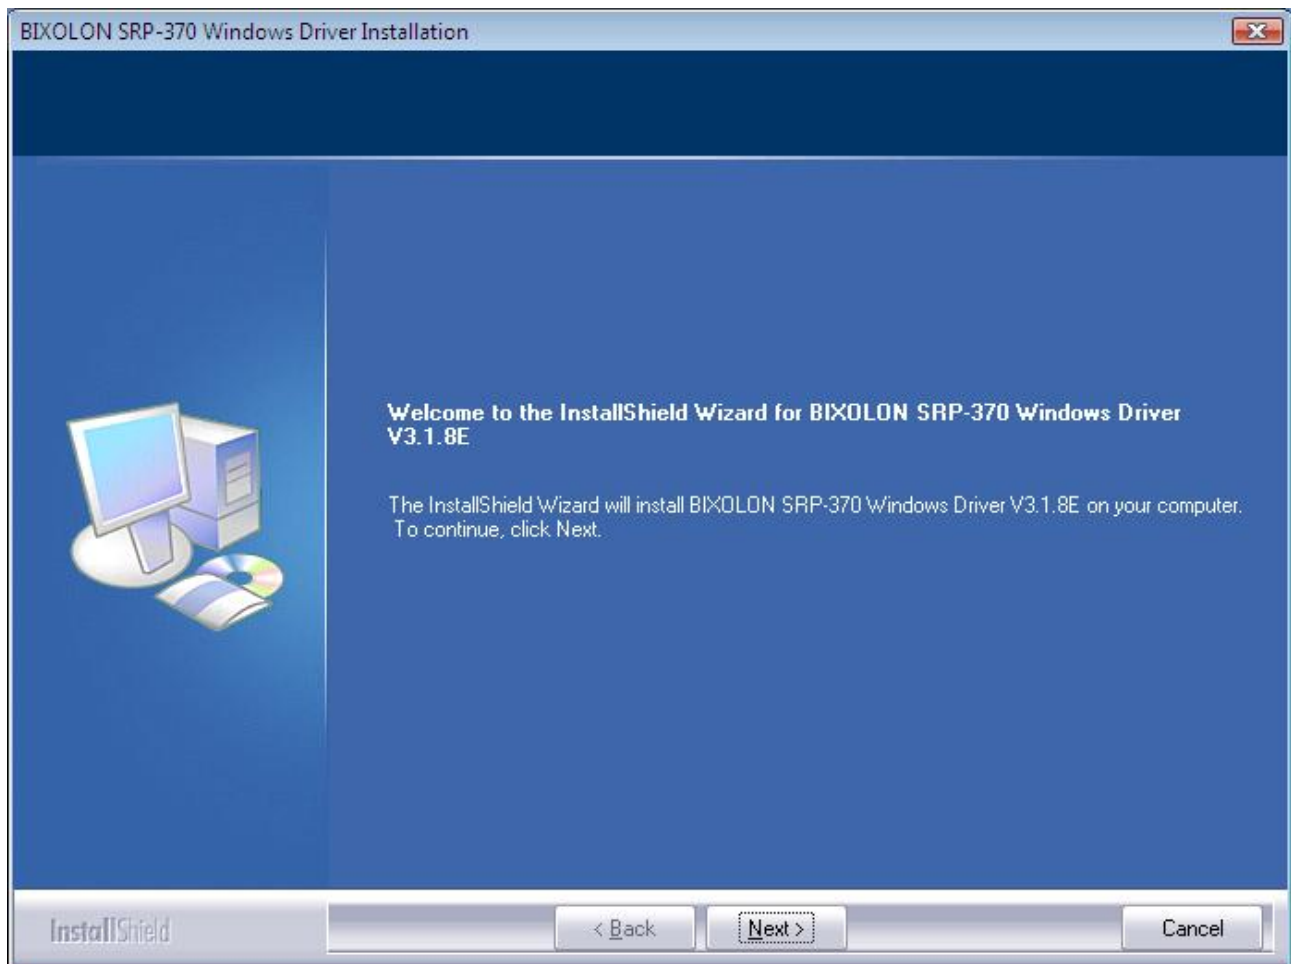 BIXOLON SRP-370 Windows Driver Installation
Welcome to the InstallShield Wizard for BIXOLON SRP-370 Windows Driver
V3.1.8E
The InstallShield Wizard will install BIXOLON SRP-370 Windows Driver V3.1.8E on your computer.
To continue, click Next.
InstallShield
< Back
Next >
Cancel